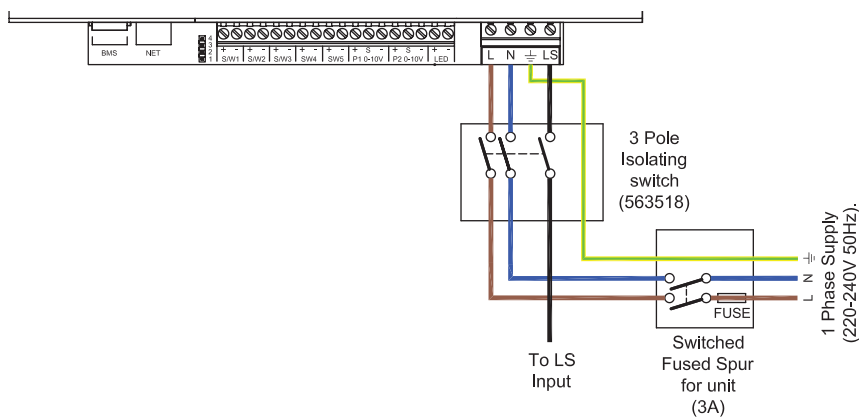 BMS
NET
4
3
2
1
+ - + - + - + - + - + S - + S - + -
S/W1 S/W2 S/W3 SW4 SW5 P1 0-10V P2 0-10V LED
L N LS
3 Pole
Isolating
switch
(563518)
FUSE
N
L
1 Phase Supply
(220-240V 50Hz).
To LS
Input
Switched
Fused Spur
for unit
(3A)